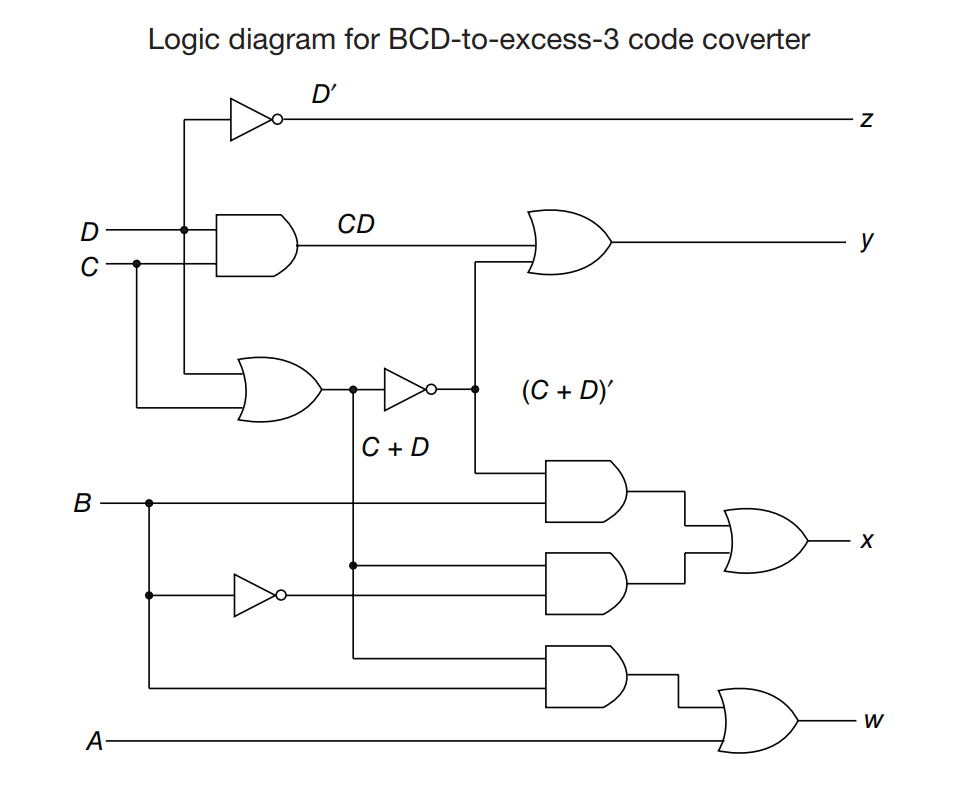 Logic diagram for BCD-to-excess-3 code coverter
D′
z
D
CD
y
C
(C + D)′
C + D
B
x
w
A